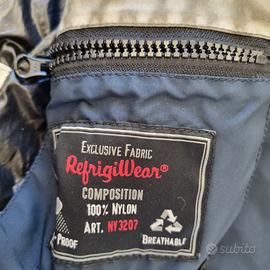 EXCLUSIVE FABRIC
RefrigiWear®
COMPOSITION
100% NYLON
ART. NY3207
-PROOF
BREATHABLE
subito